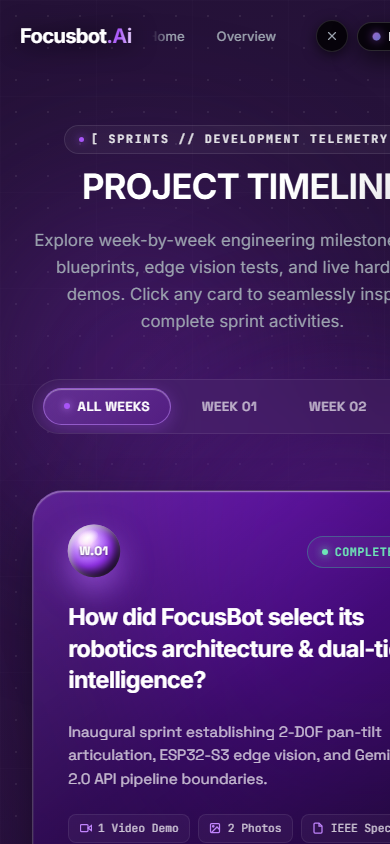 Focusbot.Ai
ome
Overview
[ SPRINTS // DEVELOPMENT TELEMETRY
PROJECT TIMELIN
Explore week-by-week engineering milestone
blueprints, edge vision tests, and live hard
demos. Click any card to seamlessly insp
complete sprint activities.
ALL WEEKS
WEEK 01
WEEK 02
W.01
COMPLET
How did FocusBot select its
robotics architecture & dual-ti
intelligence?
Inaugural sprint establishing 2-DOF pan-tilt
articulation, ESP32-S3 edge vision, and Gemi
2.0 API pipeline boundaries.
1 Video Demo
2 Photos
IEEE Spec